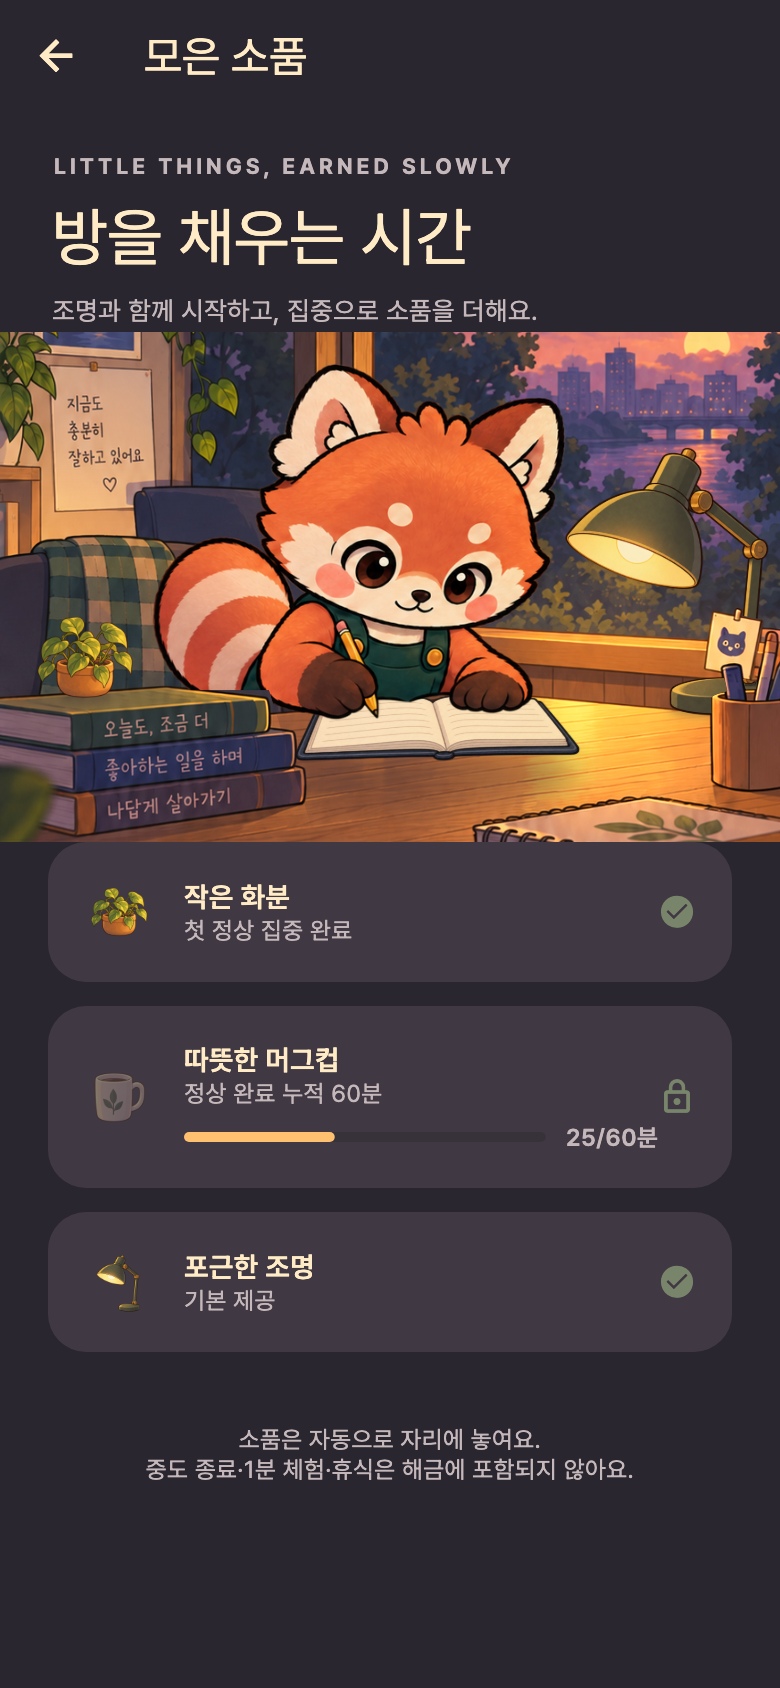 모은 소품
LITTLE THINGS, EARNED SLOWLY
방을 채우는 시간
조명과 함께 시작하고, 집중으로 소품을 더해요.
지금도
충분히
잘하고 있어요
오늘도, 조금 더
좋아하는 일을 하며
나답게 살아가기
작은 화분
첫 정상 집중 완료
따뜻한 머그컵
정상 완료 누적 60분
25/60분
포근한 조명
기본 제공
소품은 자동으로 자리에 놓여요.
중도 종료·1분 체험·휴식은 해금에 포함되지 않아요.